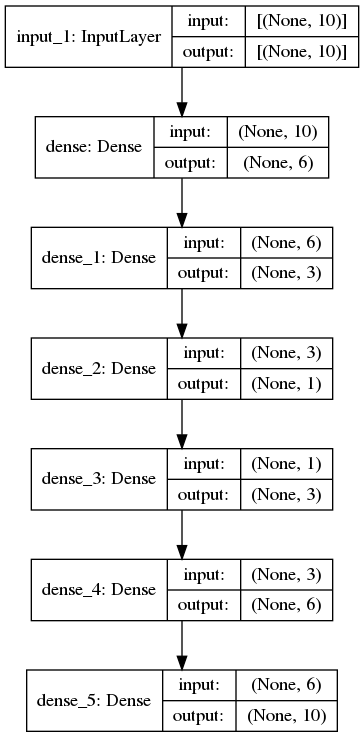 input_1: InputLayer input: [(None, 10)]
output: [(None, 10)]
dense: Dense input: (None, 10)
output: (None, 6)
dense_1: Dense input: (None, 6)
output: (None, 3)
dense_2: Dense input: (None, 3)
output: (None, 1)
dense_3: Dense input: (None, 1)
output: (None, 3)
dense_4: Dense input: (None, 3)
output: (None, 6)
dense_5: Dense input: (None, 6)
output: (None, 10)